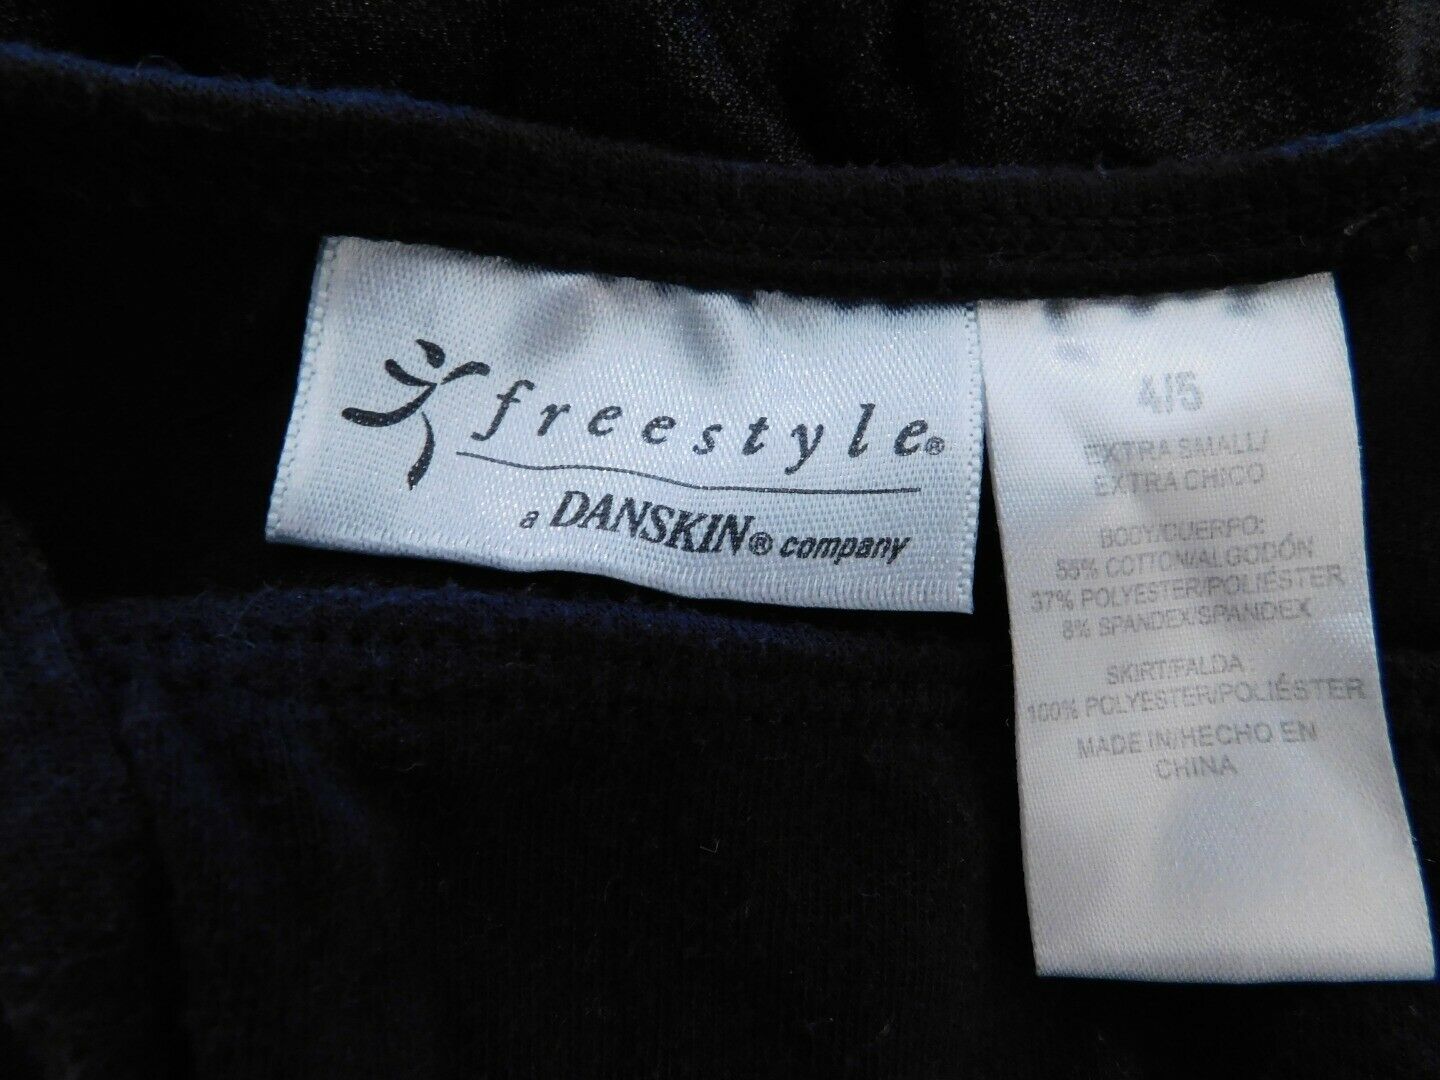 freestyle®
a DANSKIN® company
4/5
EXTRA SMALL/
EXTRA CHICO
BODY/CUERPO:
55% COTTON/ALGODÓN
37% POLYESTER/POLIÉSTER
8% SPANDEX/SPANDEX
SKIRT/FALDA :
100% POLYESTER/POLIÉSTER
MADE IN/HECHO EN
CHINA